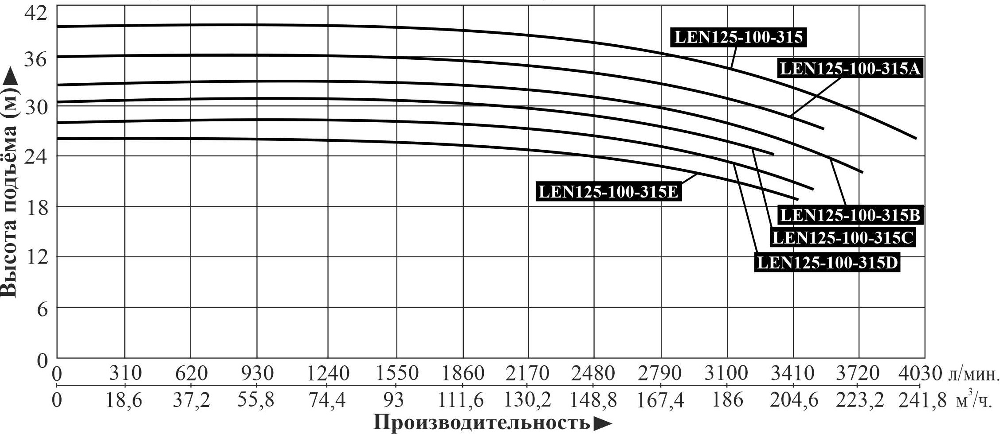 42
LEN125-100-315
36
LEN125-100-315A
30
24
LEN125-100-315E
18
LEN125-100-315B
LEN125-100-315C
12
LEN125-100-315D
6
0
Высота подъёма (м)
0 310 620 930 1240 1550 1860 2170 2480 2790 3100 3410 3720 4030 л/мин.
0 18,6 37,2 55,8 74,4 93 111,6 130,2 148,8 167,4 186 204,6 223,2 241,8 м³/ч.
Производительность